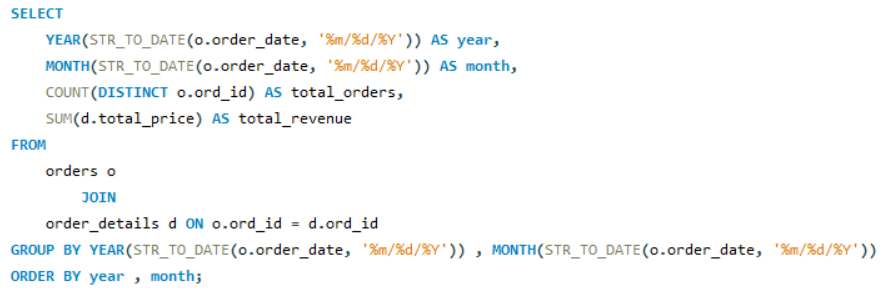 SELECT
    YEAR(STR_TO_DATE(o.order_date, '%m/%d/%Y')) AS year,
    MONTH(STR_TO_DATE(o.order_date, '%m/%d/%Y')) AS month,
    COUNT(DISTINCT o.ord_id) AS total_orders,
    SUM(d.total_price) AS total_revenue
FROM
    orders o
        JOIN
    order_details d ON o.ord_id = d.ord_id
GROUP BY YEAR(STR_TO_DATE(o.order_date, '%m/%d/%Y')) , MONTH(STR_TO_DATE(o.order_date, '%m/%d/%Y'))
ORDER BY year , month;